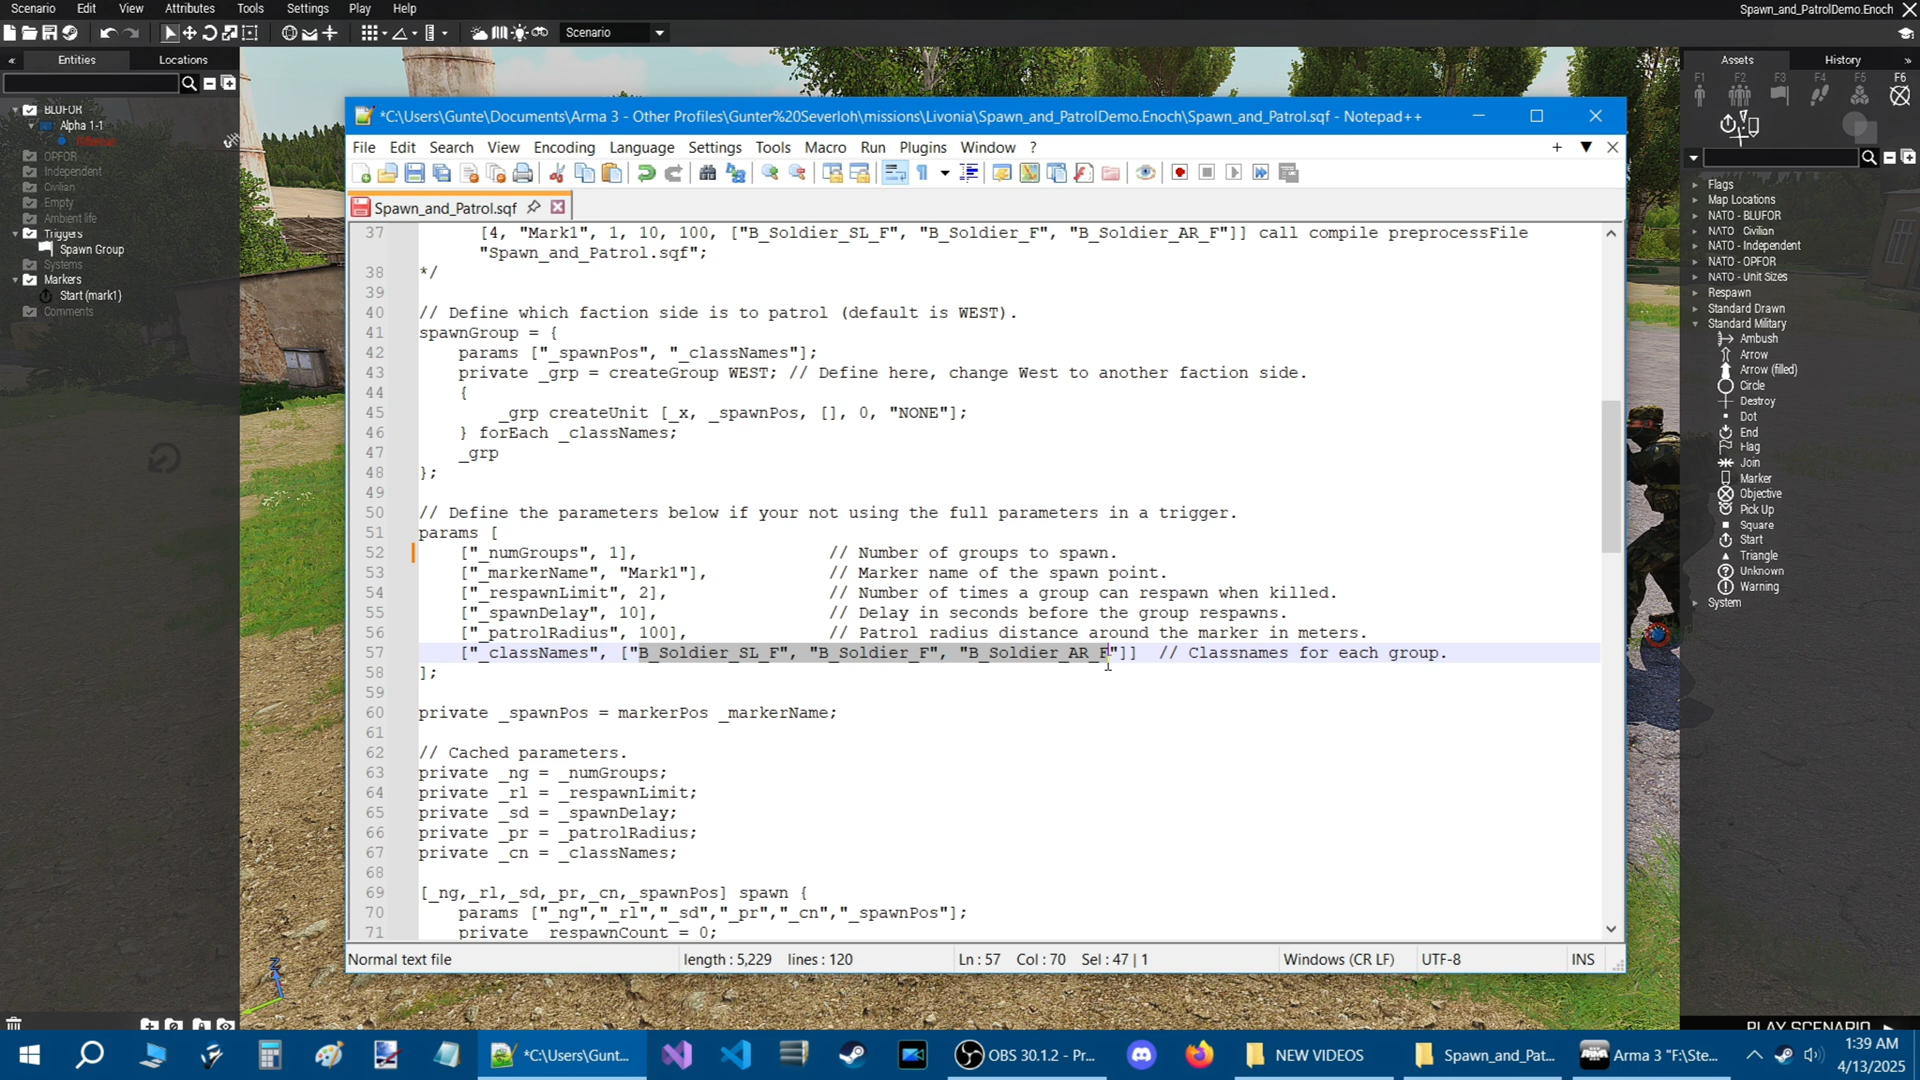 Scenario Edit View Attributes Tools Settings Play Help
Spawn_and_PatrolDemo.Enoch
Scenario
Entities Locations
BLUFOR
Alpha 1-1
OPFOR
Independent
Civilian
Empty
Ambient life
Triggers
Spawn Group
Systems
Markers
Start (mark1)
Comments
*C:\Users\Gunte\Documents\Arma 3 - Other Profiles\Gunter%20Severloh\missions\Livonia\Spawn_and_PatrolDemo.Enoch\Spawn_and_Patrol.sqf - Notepad++
File Edit Search View Encoding Language Settings Tools Macro Run Plugins Window ?
Spawn_and_Patrol.sqf
37 [4, "Mark1", 1, 10, 100, ["B_Soldier_SL_F", "B_Soldier_F", "B_Soldier_AR_F"]] call compile preprocessFile
"Spawn_and_Patrol.sqf";
38 */
39
40 // Define which faction side is to patrol (default is WEST).
41 spawnGroup = {
42 params ["_spawnPos", "_classNames"];
43 private _grp = createGroup WEST; // Define here, change West to another faction side.
44 {
45 _grp createUnit [_x, _spawnPos, [], 0, "NONE"];
46 } forEach _classNames;
47 _grp
48 };
49
50 // Define the parameters below if your not using the full parameters in a trigger.
51 params [
52 ["_numGroups", 1], // Number of groups to spawn.
53 ["_markerName", "Mark1"], // Marker name of the spawn point.
54 ["_respawnLimit", 2], // Number of times a group can respawn when killed.
55 ["_spawnDelay", 10], // Delay in seconds before the group respawns.
56 ["_patrolRadius", 100], // Patrol radius distance around the marker in meters.
57 ["_classNames", ["B_Soldier_SL_F", "B_Soldier_F", "B_Soldier_AR_F"]] // Classnames for each group.
58 ];
59
60 private _spawnPos = markerPos _markerName;
61
62 // Cached parameters.
63 private _ng = _numGroups;
64 private _rl = _respawnLimit;
65 private _sd = _spawnDelay;
66 private _pr = _patrolRadius;
67 private _cn = _classNames;
68
69 [_ng,_rl,_sd,_pr,_cn,_spawnPos] spawn {
70 params ["_ng","_rl","_sd","_pr","_cn","_spawnPos"];
71 private _respawnCount = 0;
Normal text file length : 5,229 lines : 120 Ln : 57 Col : 70 Sel : 47 | 1 Windows (CR LF) UTF-8 INS
Assets History
F1 F2 F3 F4 F5 F6
Flags
Map Locations
NATO - BLUFOR
NATO - Civilian
NATO - Independent
NATO - OPFOR
NATO - Unit Sizes
Respawn
Standard Drawn
Standard Military
Ambush
Arrow
Arrow (filled)
Circle
Destroy
Dot
End
Flag
Join
Marker
Objective
Pick Up
Square
Start
Triangle
Unknown
Warning
System
PLAY SCENARIO
*C:\Users\Gunt... OBS 30.1.2 - Pr... NEW VIDEOS Spawn_and_Pat... Arma 3 "F:\Ste...
1:39 AM
4/13/2025